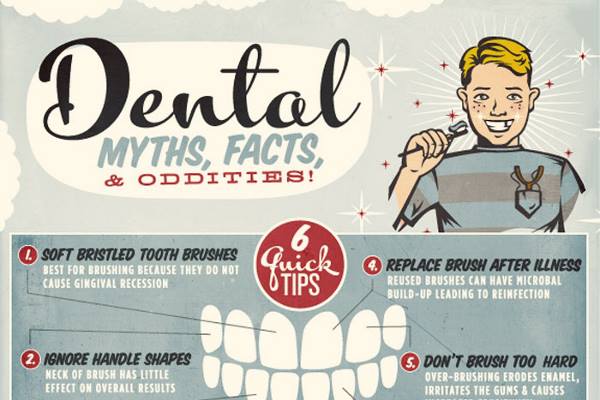 Dental
MYTHS, FACTS,
& ODDITIES!
6
Quick
TIPS
1. SOFT BRISTLED TOOTH BRUSHES
BEST FOR BRUSHING BECAUSE THEY DO NOT
CAUSE GINGIVAL RECESSION
2. IGNORE HANDLE SHAPES
NECK OF BRUSH HAS LITTLE
EFFECT ON OVERALL RESULTS
4. REPLACE BRUSH AFTER ILLNESS
REUSED BRUSHES CAN HAVE MICROBIAL
BUILD-UP LEADING TO REINFECTION
5. DON'T BRUSH TOO HARD
OVER-BRUSHING ERODES ENAMEL,
IRRITATES THE GUMS & CAUSES